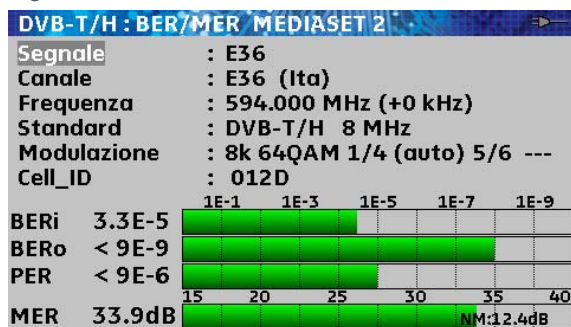 DVB-T/H : BER/MER MEDIASET 2
Segnale : E36
Canale : E36 (Ita)
Frequenza : 594.000 MHz (+0 kHz)
Standard : DVB-T/H 8 MHz
Modulazione : 8k 64QAM 1/4 (auto) 5/6 ---
Cell_ID : 012D
1E-1 1E-3 1E-5 1E-7 1E-9
BERi 3.3E-5
BERo < 9E-9
PER < 9E-6
15 20 25 30 35 40
MER 33.9dB NM:12.4dB